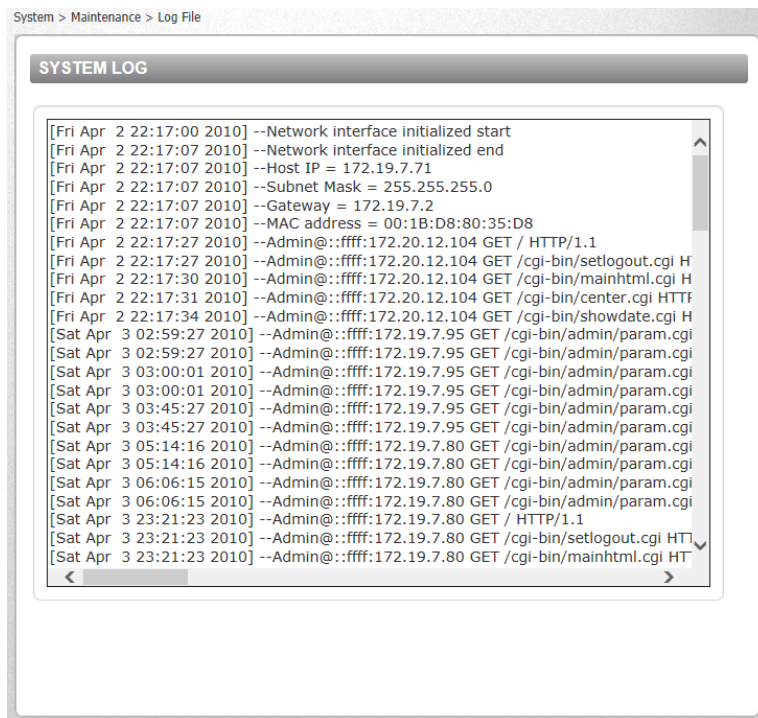 System > Maintenance > Log File
SYSTEM LOG
[Fri Apr  2 22:17:00 2010] --Network interface initialized start
[Fri Apr  2 22:17:07 2010] --Network interface initialized end
[Fri Apr  2 22:17:07 2010] --Host IP = 172.19.7.71
[Fri Apr  2 22:17:07 2010] --Subnet Mask = 255.255.255.0
[Fri Apr  2 22:17:07 2010] --Gateway = 172.19.7.2
[Fri Apr  2 22:17:07 2010] --MAC address = 00:1B:D8:80:35:D8
[Fri Apr  2 22:17:27 2010] --Admin@::ffff:172.20.12.104 GET / HTTP/1.1
[Fri Apr  2 22:17:27 2010] --Admin@::ffff:172.20.12.104 GET /cgi-bin/setlogout.cgi H
[Fri Apr  2 22:17:30 2010] --Admin@::ffff:172.20.12.104 GET /cgi-bin/mainhtml.cgi H
[Fri Apr  2 22:17:31 2010] --Admin@::ffff:172.20.12.104 GET /cgi-bin/center.cgi HTTP
[Fri Apr  2 22:17:34 2010] --Admin@::ffff:172.20.12.104 GET /cgi-bin/showdate.cgi H
[Sat Apr  3 02:59:27 2010] --Admin@::ffff:172.19.7.95 GET /cgi-bin/admin/param.cgi
[Sat Apr  3 02:59:27 2010] --Admin@::ffff:172.19.7.95 GET /cgi-bin/admin/param.cgi
[Sat Apr  3 03:00:01 2010] --Admin@::ffff:172.19.7.95 GET /cgi-bin/admin/param.cgi
[Sat Apr  3 03:00:01 2010] --Admin@::ffff:172.19.7.95 GET /cgi-bin/admin/param.cgi
[Sat Apr  3 03:45:27 2010] --Admin@::ffff:172.19.7.95 GET /cgi-bin/admin/param.cgi
[Sat Apr  3 03:45:27 2010] --Admin@::ffff:172.19.7.95 GET /cgi-bin/admin/param.cgi
[Sat Apr  3 05:14:16 2010] --Admin@::ffff:172.19.7.80 GET /cgi-bin/admin/param.cgi
[Sat Apr  3 05:14:16 2010] --Admin@::ffff:172.19.7.80 GET /cgi-bin/admin/param.cgi
[Sat Apr  3 06:06:15 2010] --Admin@::ffff:172.19.7.80 GET /cgi-bin/admin/param.cgi
[Sat Apr  3 06:06:15 2010] --Admin@::ffff:172.19.7.80 GET /cgi-bin/admin/param.cgi
[Sat Apr  3 23:21:23 2010] --Admin@::ffff:172.19.7.80 GET / HTTP/1.1
[Sat Apr  3 23:21:23 2010] --Admin@::ffff:172.19.7.80 GET /cgi-bin/setlogout.cgi HT
[Sat Apr  3 23:21:23 2010] --Admin@::ffff:172.19.7.80 GET /cgi-bin/mainhtml.cgi HT